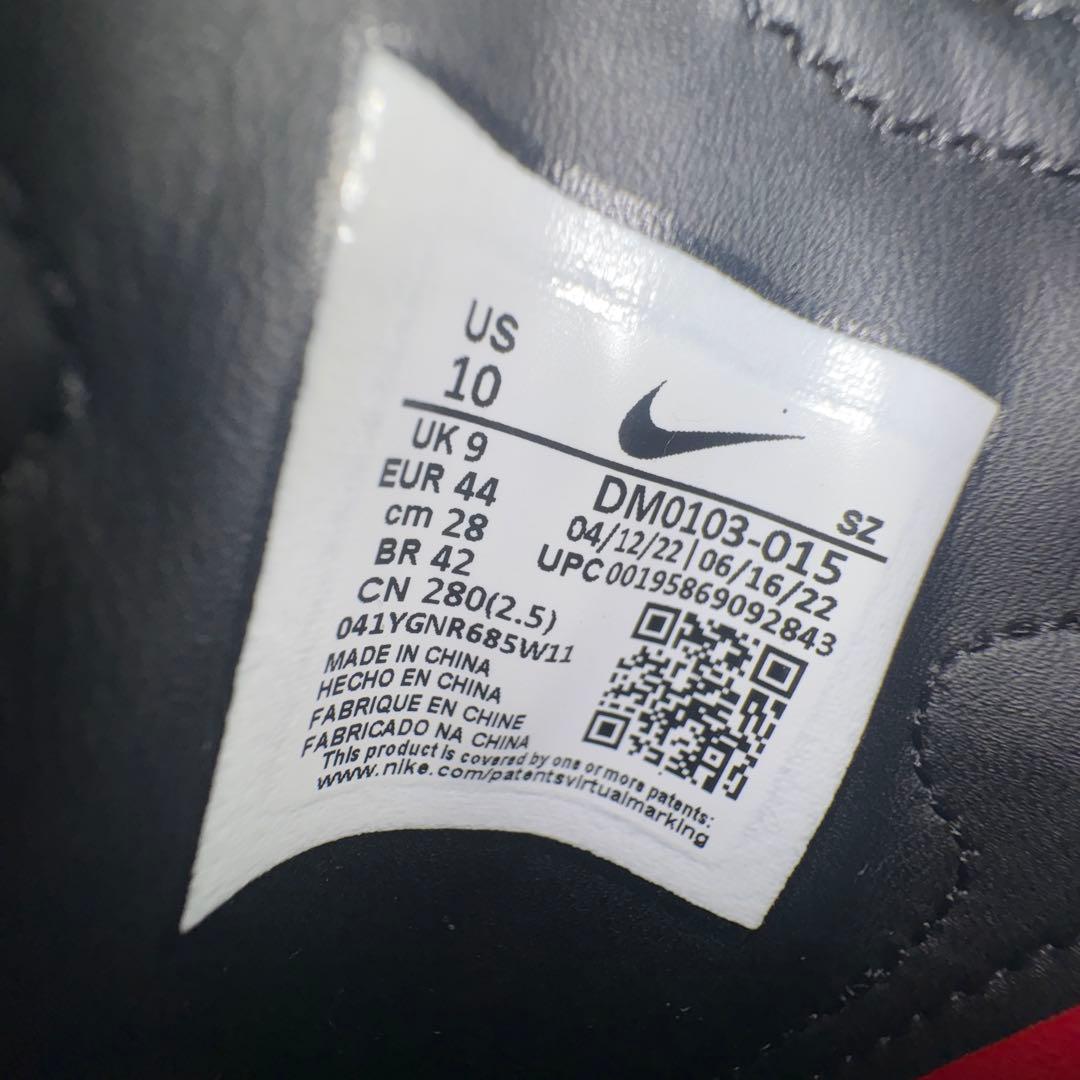 US
10
UK 9
EUR 44
cm 28
BR 42
CN 280(2.5)
041YGNR685W11
MADE IN CHINA
HECHO EN CHINA
FABRIQUE EN CHINE
FABRICADO NA CHINA
This product is covered by one or more patents:
www.nike.com/patentsvirtualmarking
SZ
DM0103-015
04/12/22|06/16/22
UPC 00195869092843